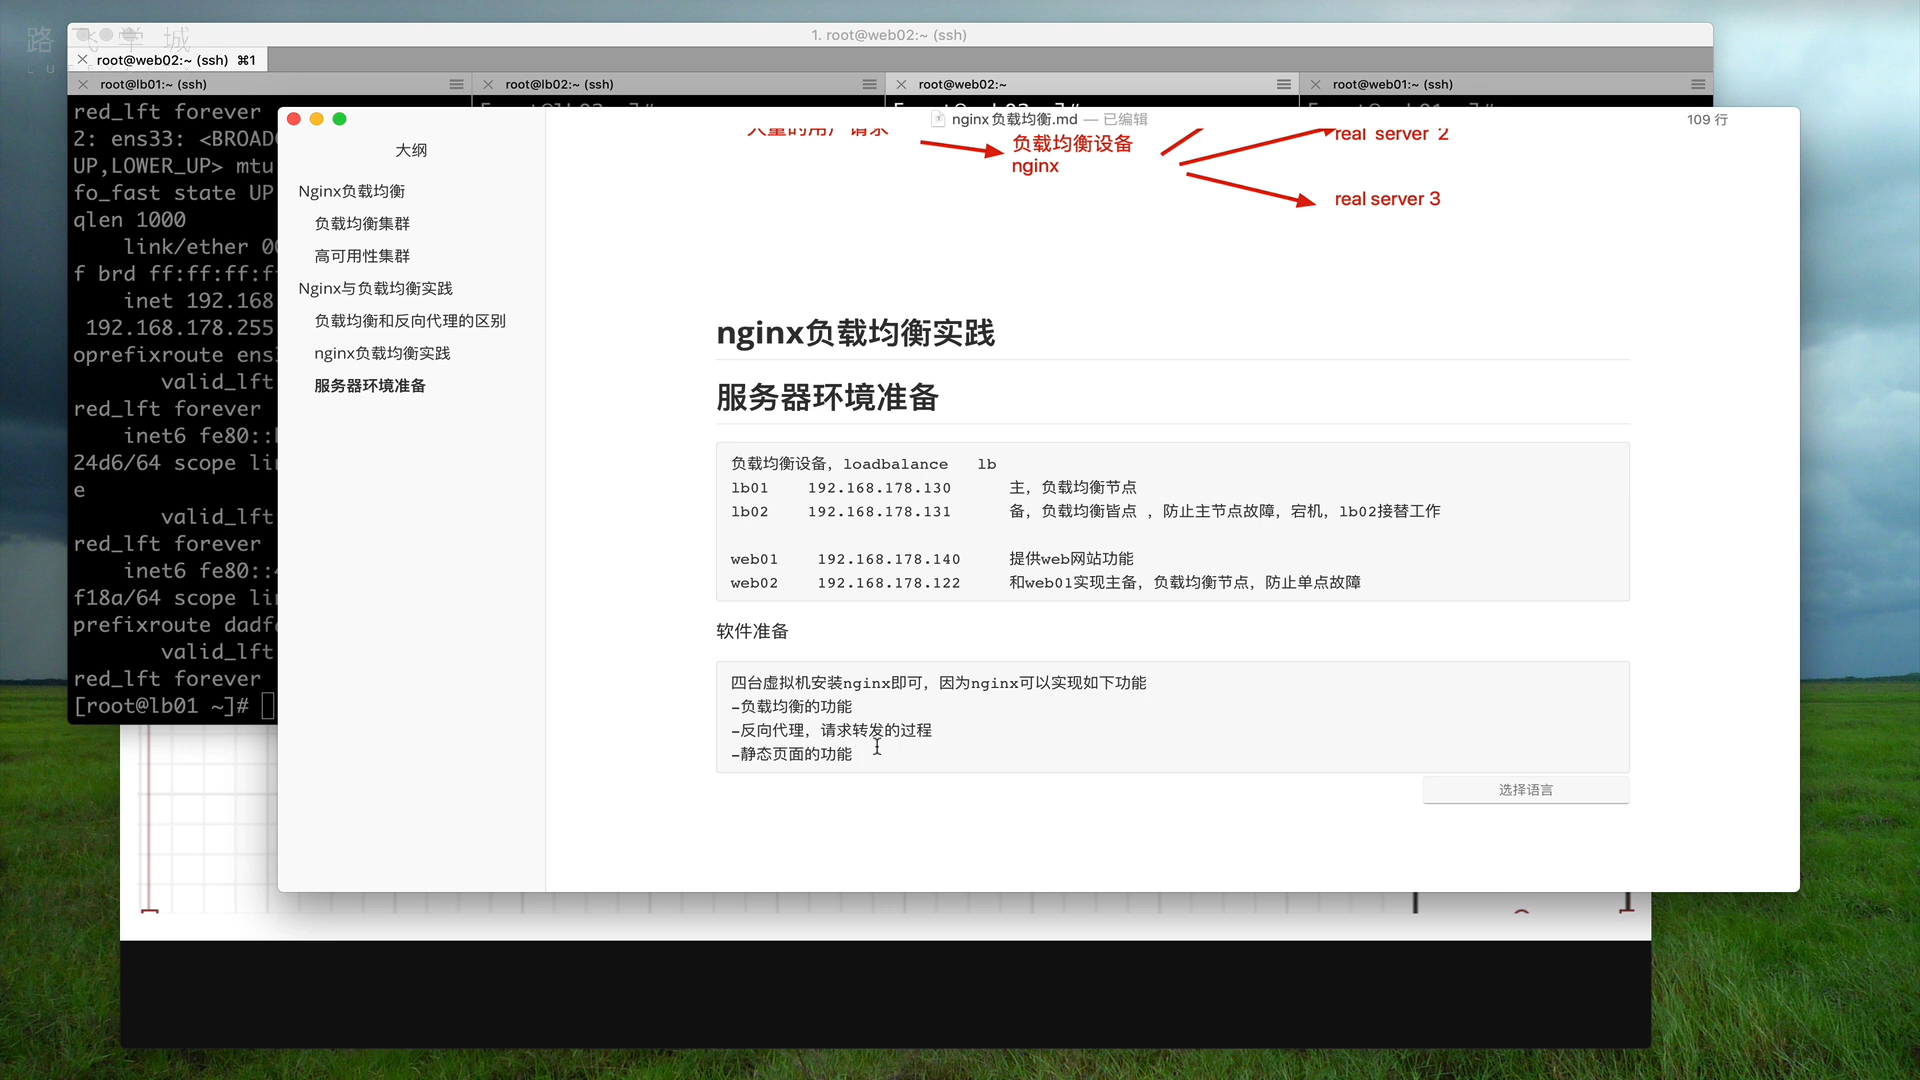 路飞学城
1. root@web02:~ (ssh)
root@web02:~ (ssh) ⌘1
root@lb01:~ (ssh)
root@lb02:~ (ssh)
root@web02:~
root@web01:~ (ssh)
red_lft forever
2: ens33: <BROADC
UP,LOWER_UP> mtu
fo_fast state UP
qlen 1000
link/ether 00
f brd ff:ff:ff:f
inet 192.168
192.168.178.255
oprefixroute ens
valid_lft
red_lft forever
inet6 fe80::
24d6/64 scope lin
e
valid_lft
red_lft forever
inet6 fe80::
f18a/64 scope lin
prefixroute dadf
valid_lft
red_lft forever
[root@lb01 ~]#
nginx负载均衡.md — 已编辑
109 行
大纲
Nginx负载均衡
负载均衡集群
高可用性集群
Nginx与负载均衡实践
负载均衡和反向代理的区别
nginx负载均衡实践
服务器环境准备
大量的用户请求
负载均衡设备
nginx
real server 2
real server 3
nginx负载均衡实践
服务器环境准备
负载均衡设备，loadbalance lb
lb01 192.168.178.130 主，负载均衡节点
lb02 192.168.178.131 备，负载均衡皆点 ，防止主节点故障，宕机，lb02接替工作
web01 192.168.178.140 提供web网站功能
web02 192.168.178.122 和web01实现主备，负载均衡节点，防止单点故障
软件准备
四台虚拟机安装nginx即可，因为nginx可以实现如下功能
-负载均衡的功能
-反向代理，请求转发的过程
-静态页面的功能
选择语言